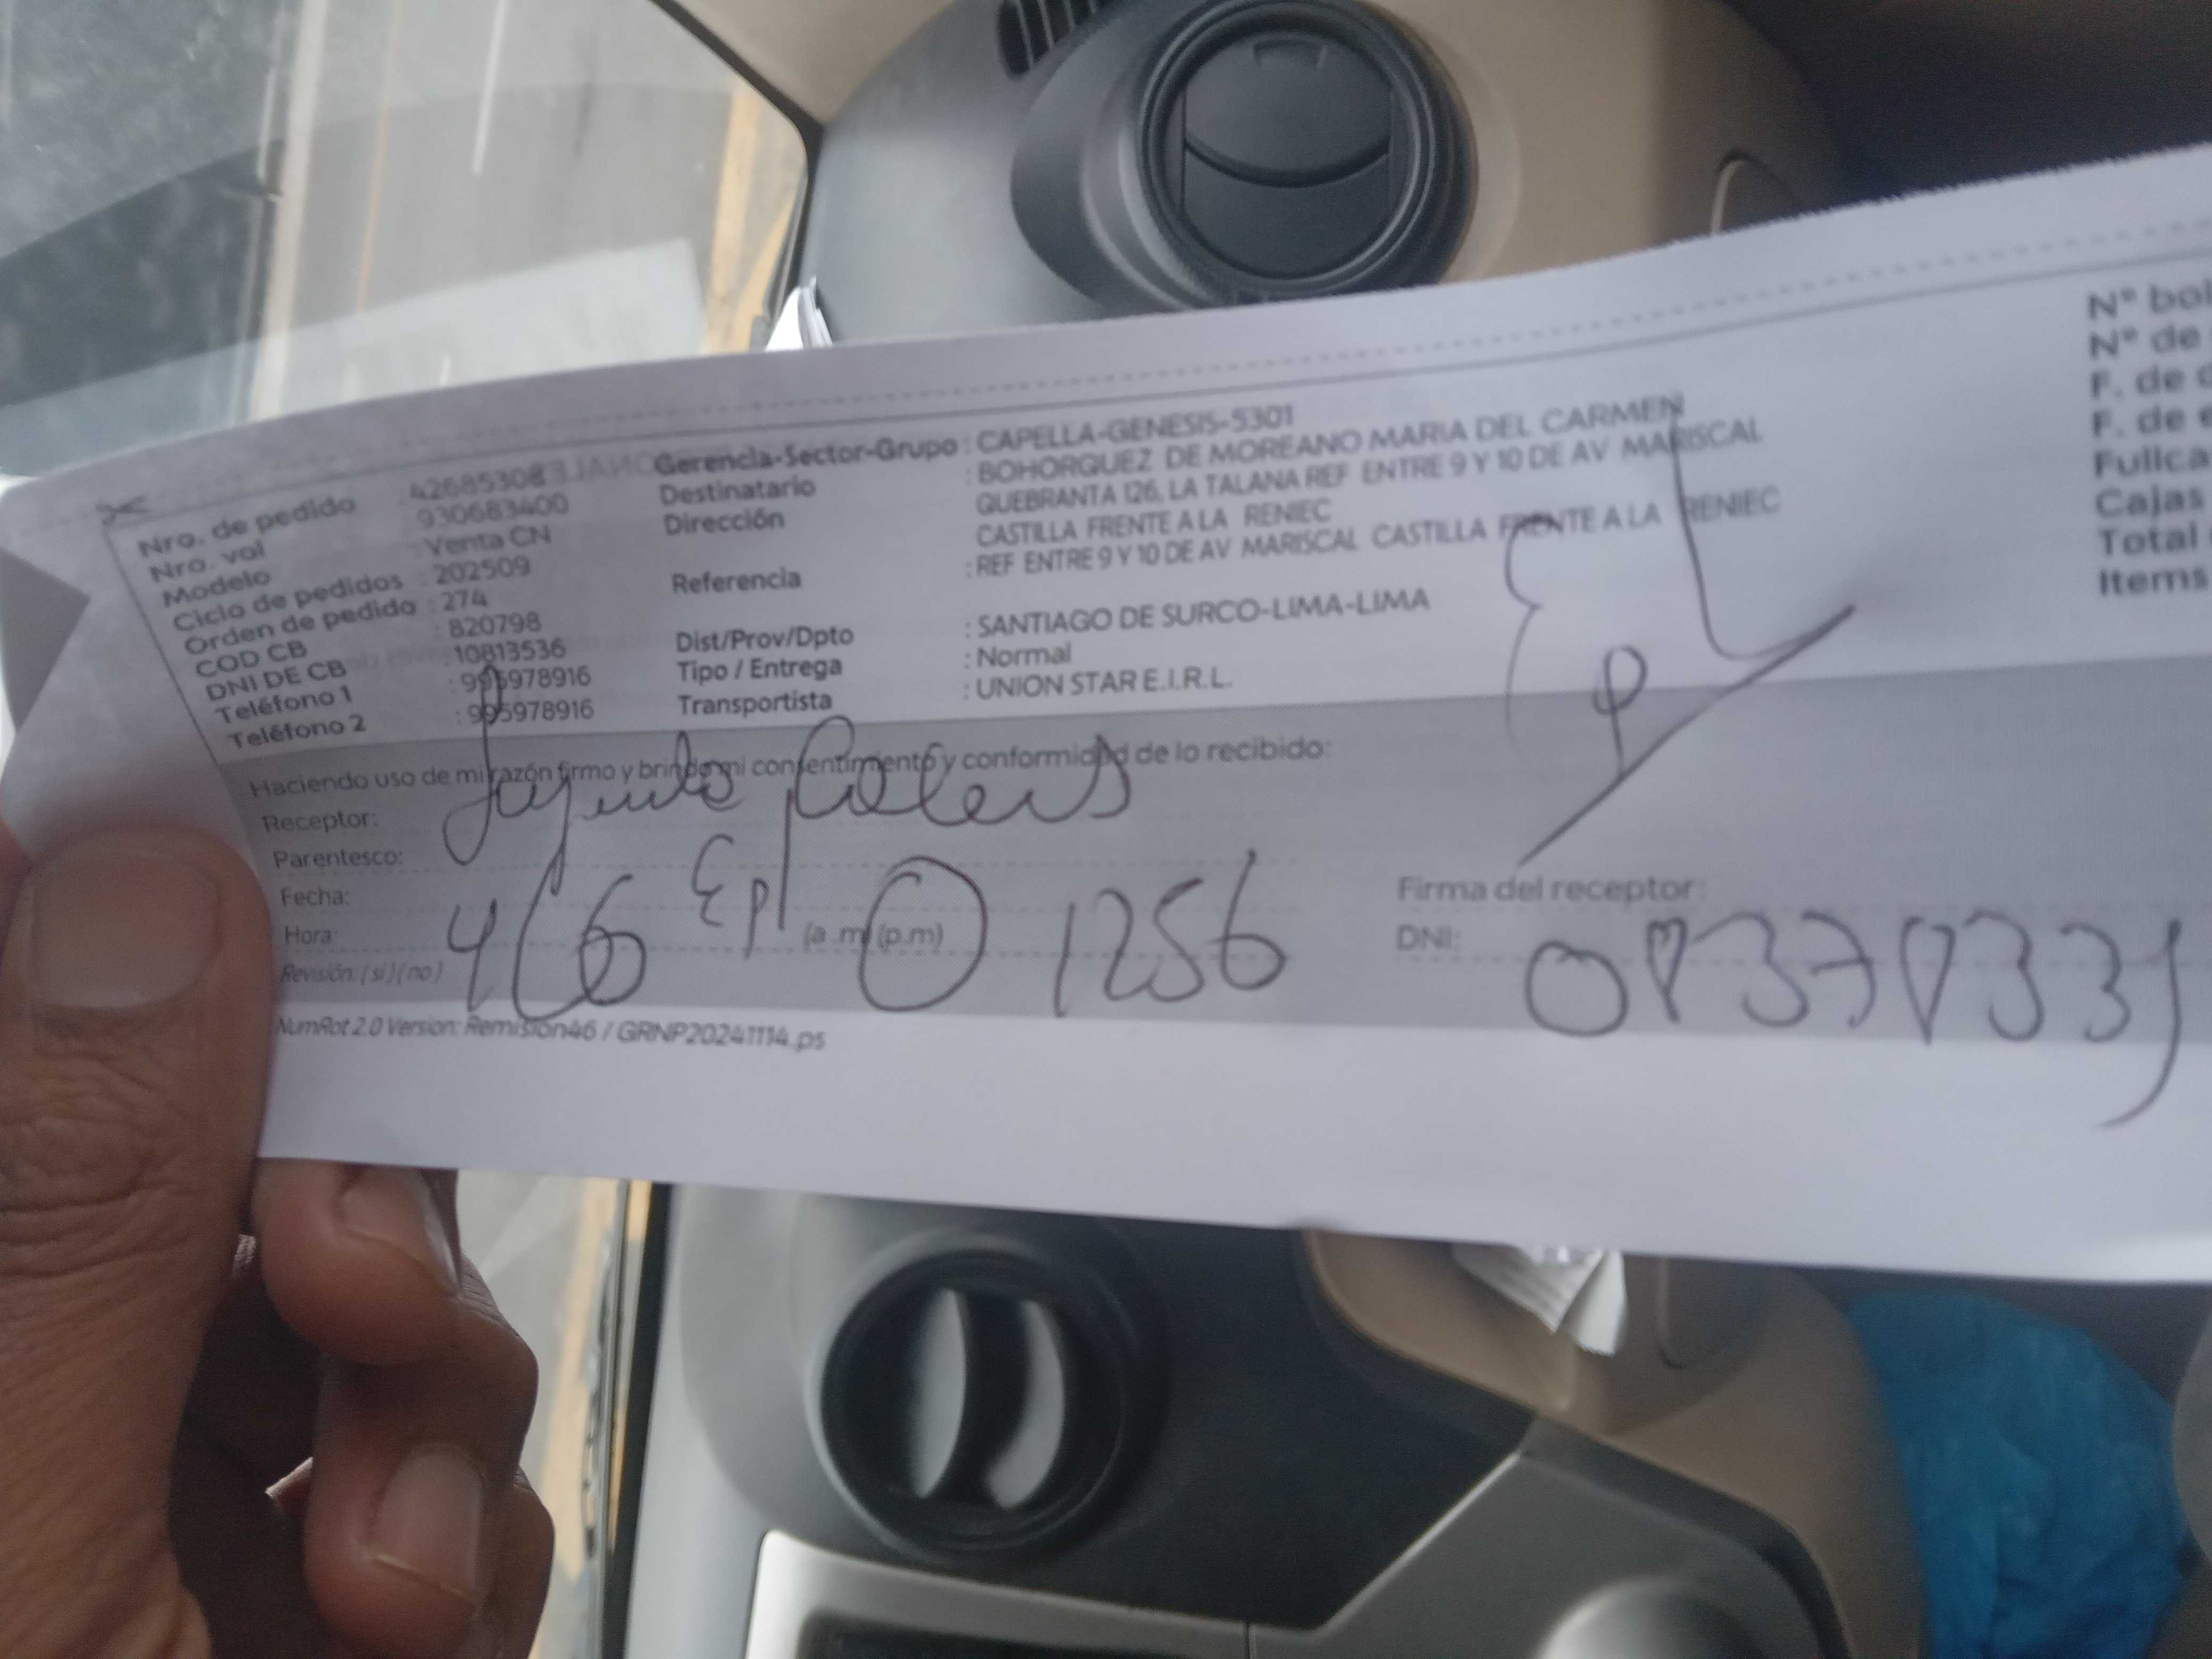 Nro. de pedido 426853083
Nro. vol : 930683400
Modelo : Venta CN
Ciclo de pedidos : 202509
Orden de pedido : 274
COD CB : 820798
DNI DE CB : 10813536
Teléfono 1 : 995978916
Teléfono 2 : 995978916
Gerencia-Sector-Grupo : CAPELLA-GENESIS-5301
Destinatario : BOHORQUEZ DE MOREANO MARIA DEL CARMEN
Dirección QUEBRANTA 126, LA TALANA REF ENTRE 9 Y 10 DE AV MARISCAL
CASTILLA FRENTE A LA RENIEC
Referencia : REF ENTRE 9 Y 10 DE AV MARISCAL CASTILLA FRENTE A LA RENIEC
Dist/Prov/Dpto : SANTIAGO DE SURCO-LIMA-LIMA
Tipo / Entrega : Normal
Transportista : UNION STAR E.I.R.L.
N° bol
N° de
F. de d
F. de e
Fullca
Cajas
Total
Items
Haciendo uso de mi razón firmo y brindo mi consentimiento y conformidad de lo recibido:
Receptor:
Parentesco:
Fecha:
Hora: (a.m) (p.m) 1256
Revisión: (si) (no)
Firma del receptor:
DNI:
NumRot 2.0 Version: Remision46 / GRNP20241114.ps